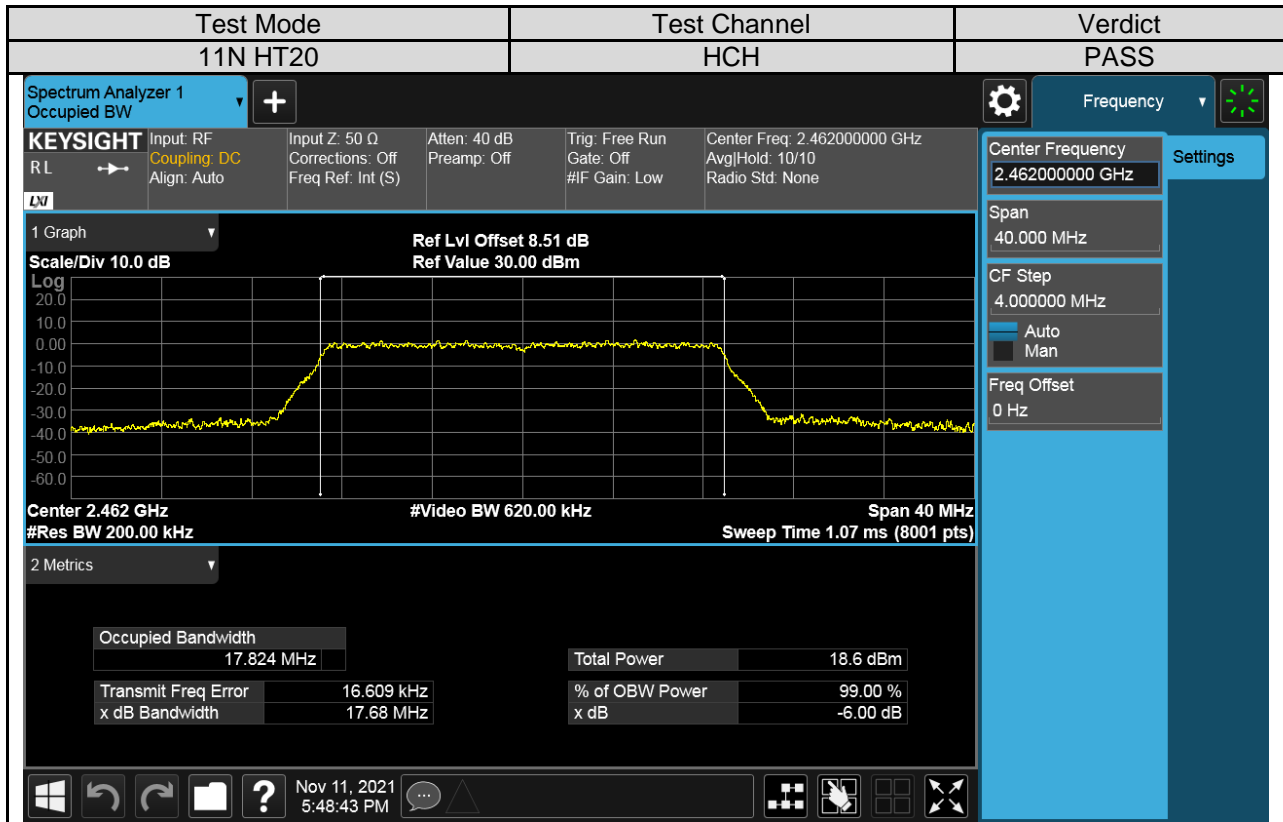 Test Mode Test Channel Verdict
11N HT20 HCH PASS
Spectrum Analyzer 1
Occupied BW
+
Frequency
KEYSIGHT
R L
LXI
Input: RF
Coupling: DC
Align: Auto
Input Z: 50 Ω
Corrections: Off
Freq Ref: Int (S)
Atten: 40 dB
Preamp: Off
Trig: Free Run
Gate: Off
#IF Gain: Low
Center Freq: 2.462000000 GHz
Avg|Hold: 10/10
Radio Std: None
Center Frequency
2.462000000 GHz
Settings
Span
40.000 MHz
CF Step
4.000000 MHz
Auto
Man
Freq Offset
0 Hz
1 Graph
Scale/Div 10.0 dB
Ref Lvl Offset 8.51 dB
Ref Value 30.00 dBm
Log
20.0
10.0
0.00
-10.0
-20.0
-30.0
-40.0
-50.0
-60.0
Center 2.462 GHz #Video BW 620.00 kHz Span 40 MHz
#Res BW 200.00 kHz Sweep Time 1.07 ms (8001 pts)
2 Metrics
Occupied Bandwidth
17.824 MHz Total Power 18.6 dBm
Transmit Freq Error 16.609 kHz % of OBW Power 99.00 %
x dB Bandwidth 17.68 MHz x dB -6.00 dB
?
Nov 11, 2021
5:48:43 PM